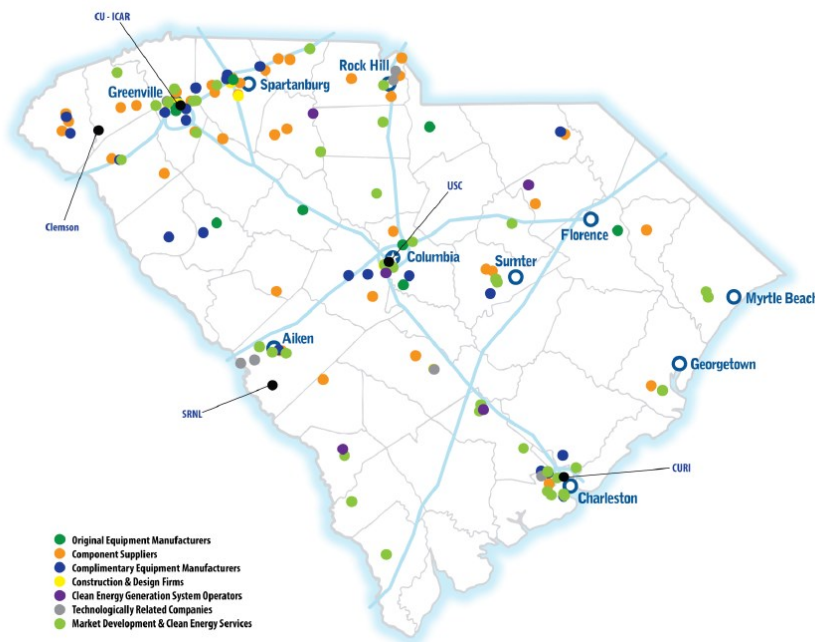 CU - ICAR
Rock Hill
Greenville
Spartanburg
USC
Clemson
Florence
Columbia
Sumter
Myrtle Beach
Aiken
Georgetown
SRNL
CURI
Charleston
Original Equipment Manufacturers
Component Suppliers
Complimentary Equipment Manufacturers
Construction & Design Firms
Clean Energy Generation System Operators
Technologically Related Companies
Market Development & Clean Energy Services